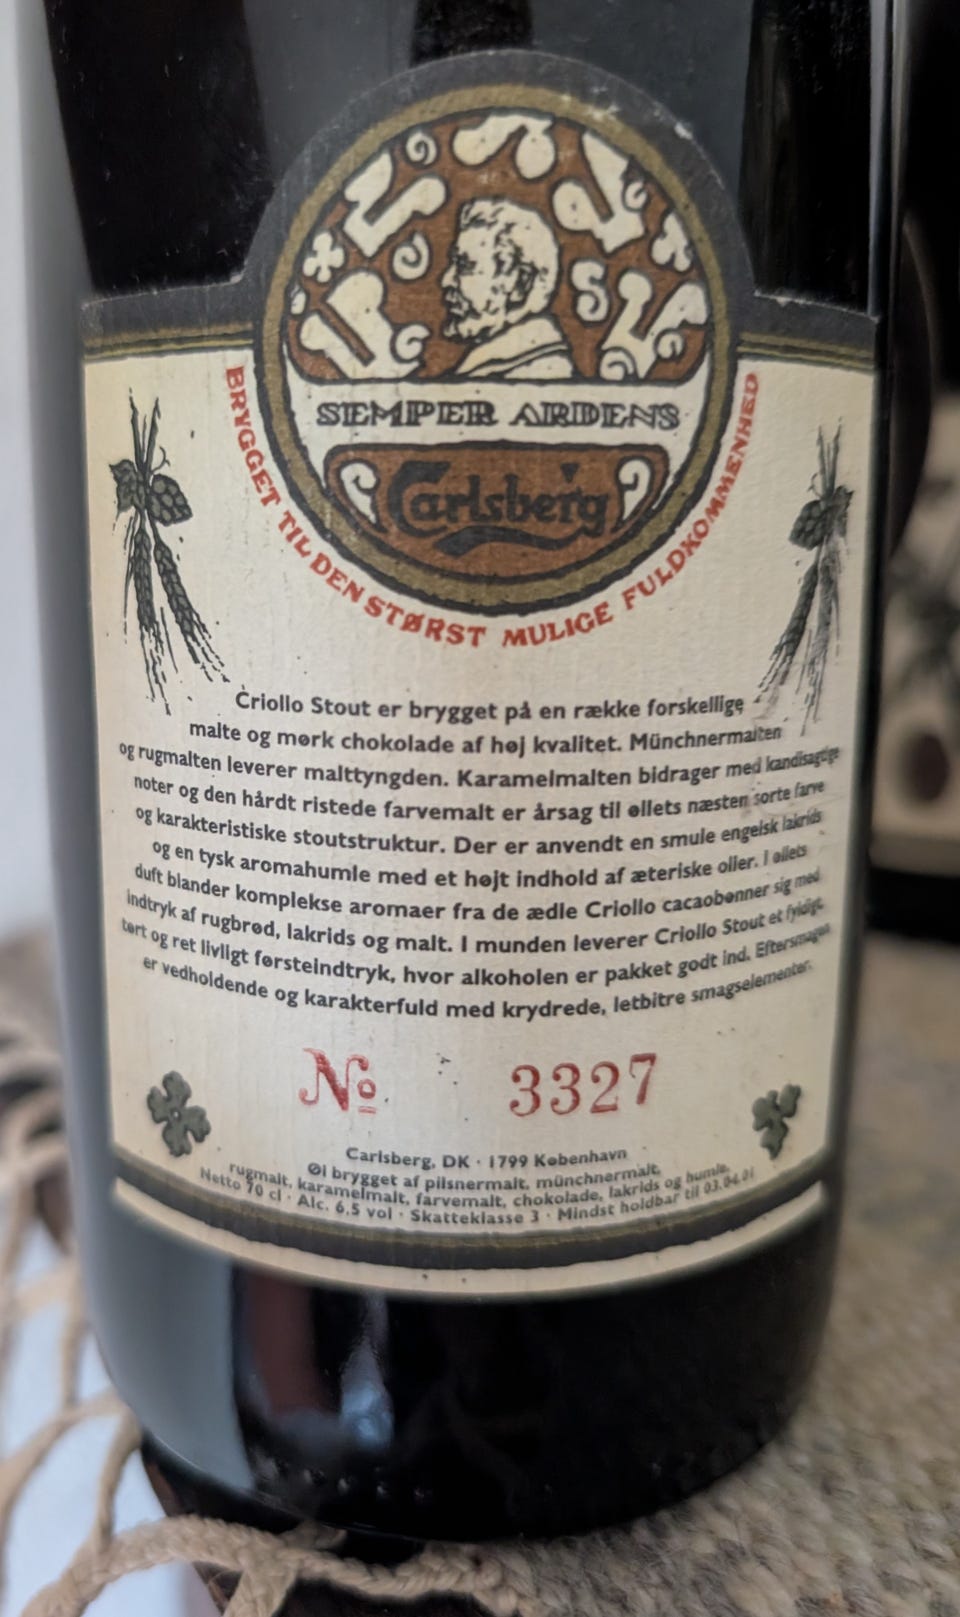 SEMPER ARDENS
Carlsberg
BRYGGET TIL DEN STØRST MULIGE FULDKOMMENHED
Criollo Stout er brygget på en række forskellige
malte og mørk chokolade af høj kvalitet. Münchnermalten
og rugmalten leverer malttyngden. Karamelmalten bidrager med kandisagtige
noter og den hårdt ristede farvemalt er årsag til øllets næsten sorte farve
og karakteristiske stoutstruktur. Der er anvendt en smule engelsk lakrids
og en tysk aromahumle med et højt indhold af æteriske olier. I øllets
duft blander komplekse aromaer fra de ædle Criollo cacaobønner sig med
indtryk af rugbrød, lakrids og malt. I munden leverer Criollo Stout et fyldigt,
tørt og ret livligt førsteindtryk, hvor alkoholen er pakket godt ind. Eftersmagen
er vedholdende og karakterfuld med krydrede, letbitre smagselementer.
No. 3327
Carlsberg, DK · 1799 København
Øl brygget af pilsnermalt, münchnermalt,
rugmalt, karamelmalt, farvemalt, chokolade, lakrids og humle.
Netto 70 cl · Alc. 6,5 vol · Skatteklasse 3 · Mindst holdbar til 03.04.01